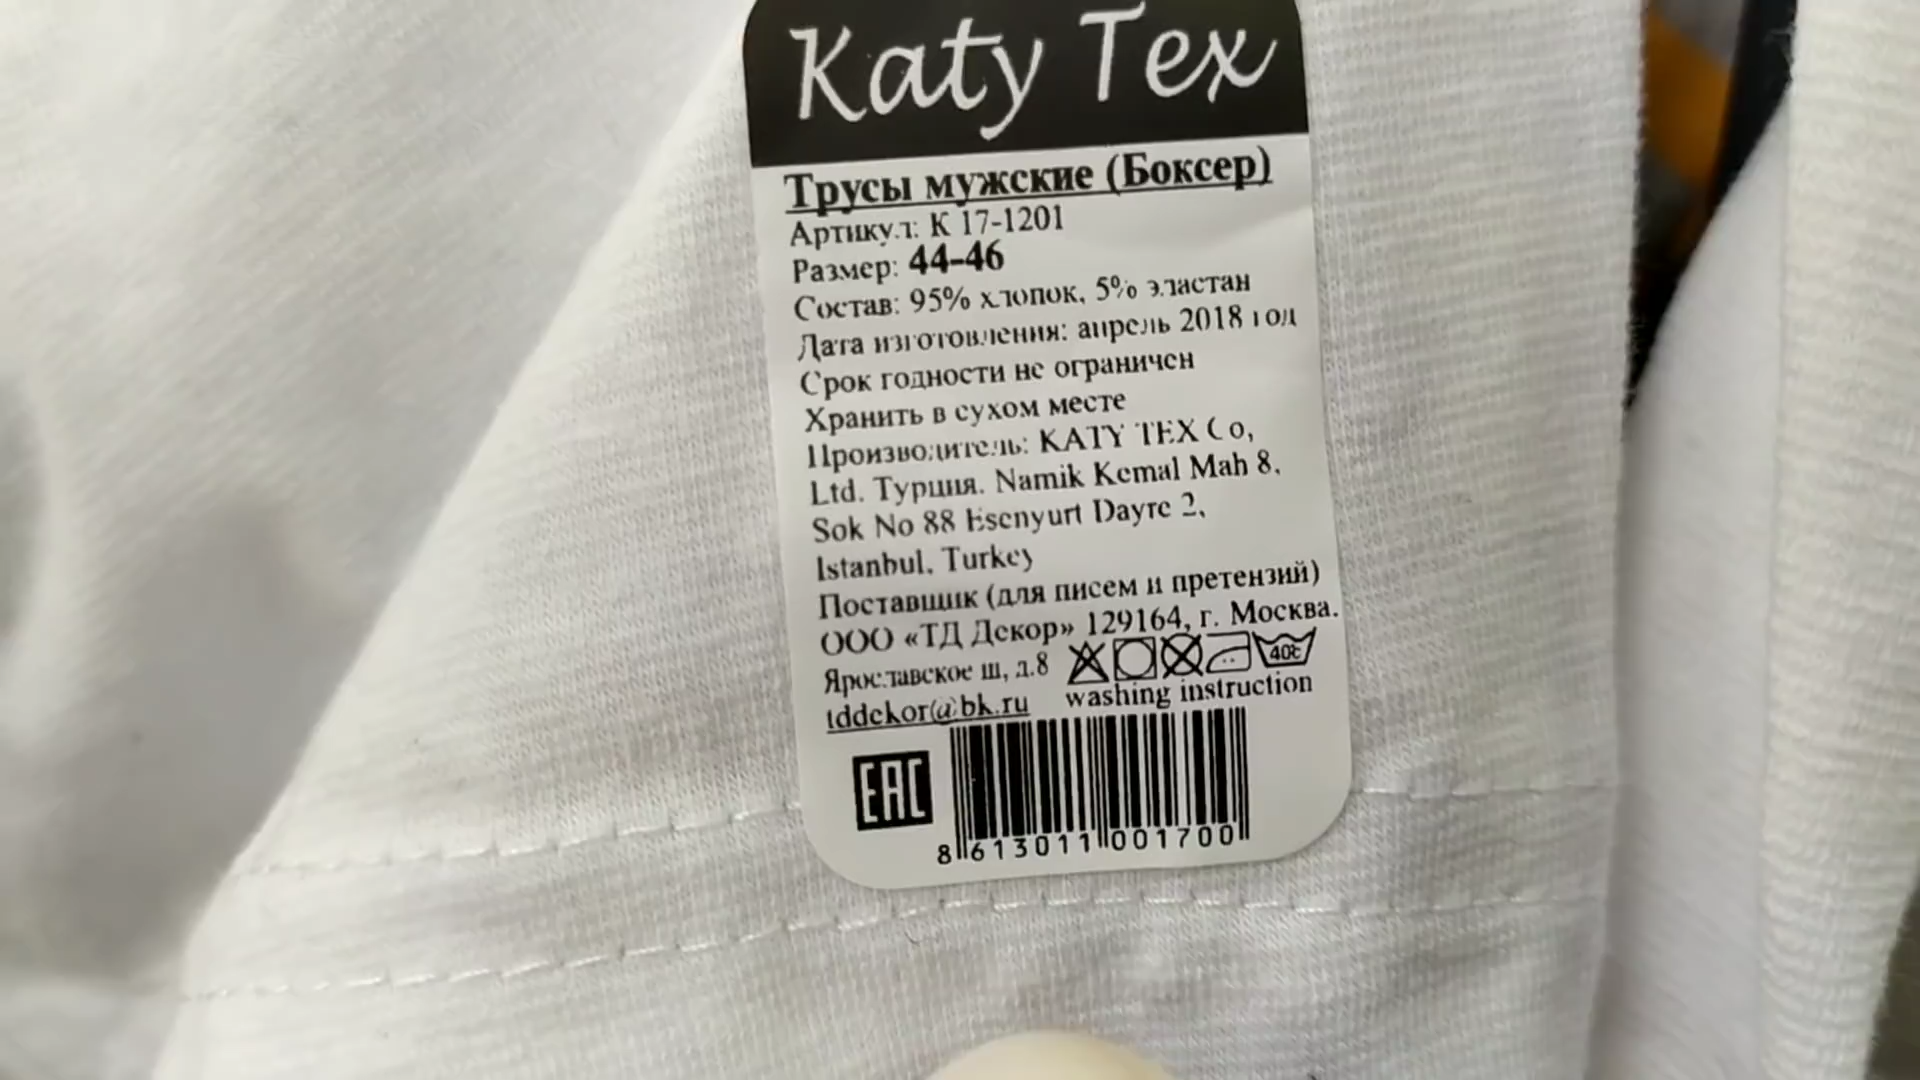 Katy Tex
Трусы мужские (Боксер)
Артикул: К 17-1201
Размер: 44-46
Состав: 95% хлопок, 5% эластан
Дата изготовления: апрель 2018 год
Срок годности не ограничен
Хранить в сухом месте
Производитель: KATY TEX Co,
Ltd. Турция. Namik Kemal Mah 8.
Sok No 88 Esenyurt Dayre 2,
Istanbul, Turkey
Поставщик (для писем и претензий)
ООО «ТД Декор» 129164, г. Москва.
Ярославское ш, д.8 40c
tddekor@bk.ru washing instruction
EAC
8 613011 001700